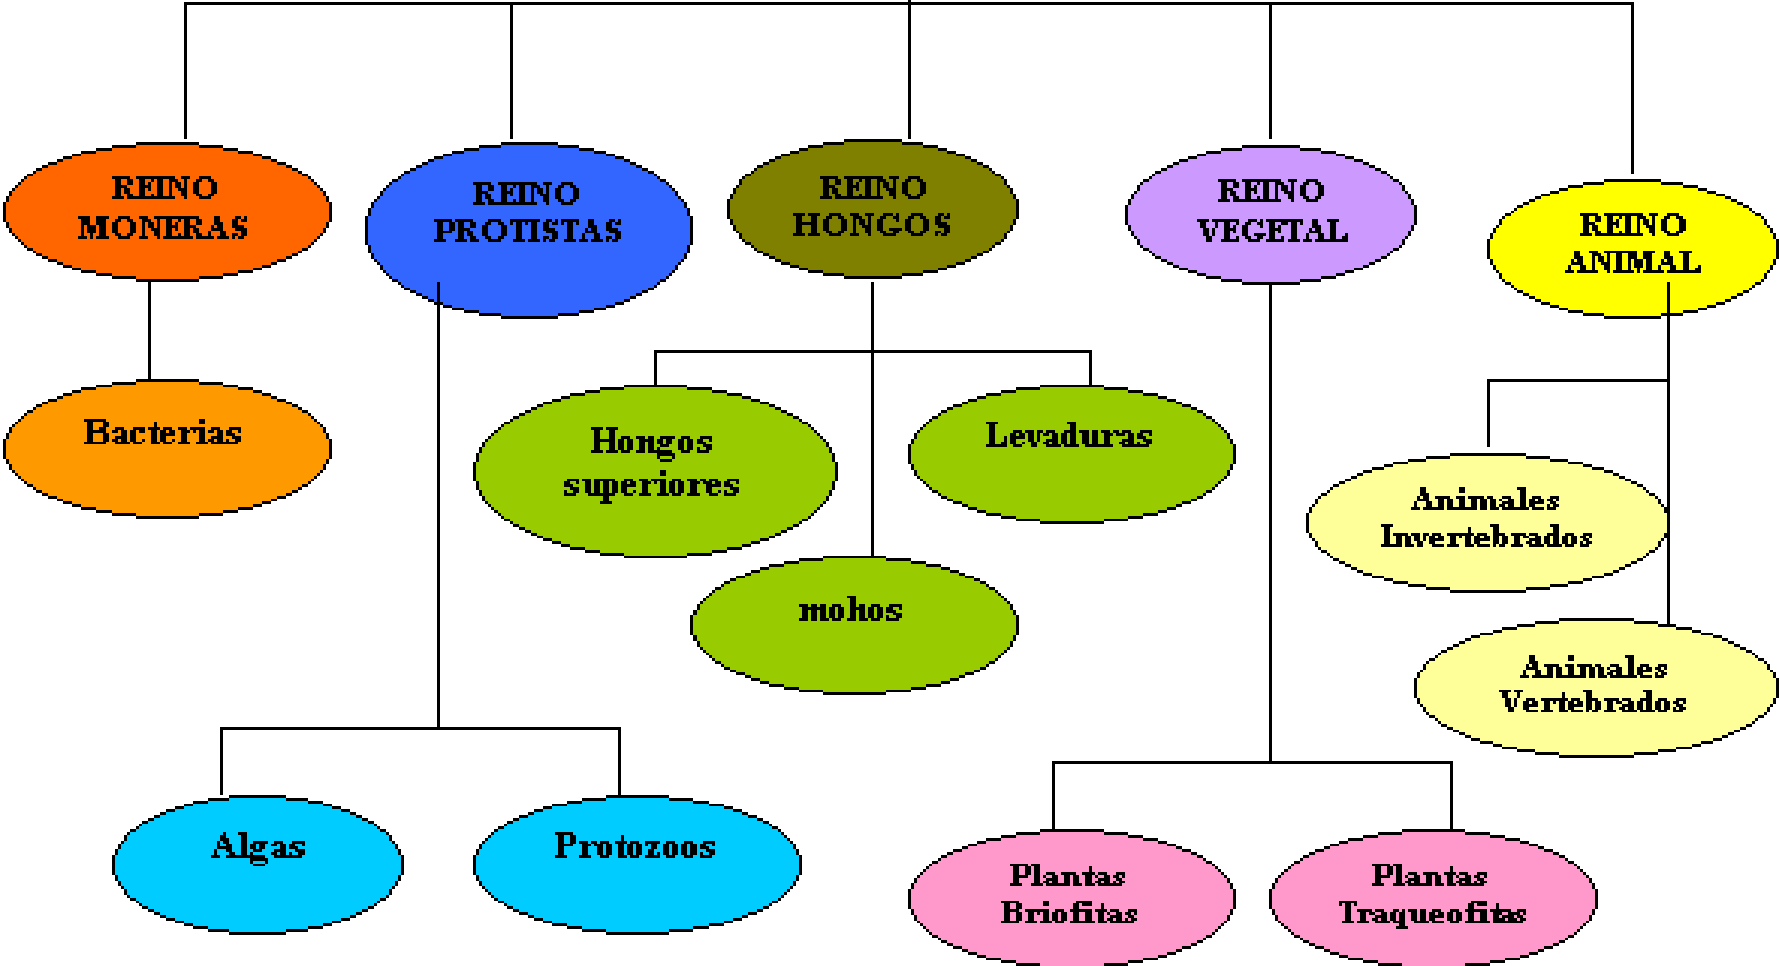 REINO
MONERAS
REINO
PROTISTAS
REINO
HONGOS
REINO
VEGETAL
REINO
ANIMAL
Bacterias
Hongos
superiores
Levaduras
mohos
Animales
Invertebrados
Animales
Vertebrados
Algas
Protozoos
Plantas
Briofitas
Plantas
Traqueofitas